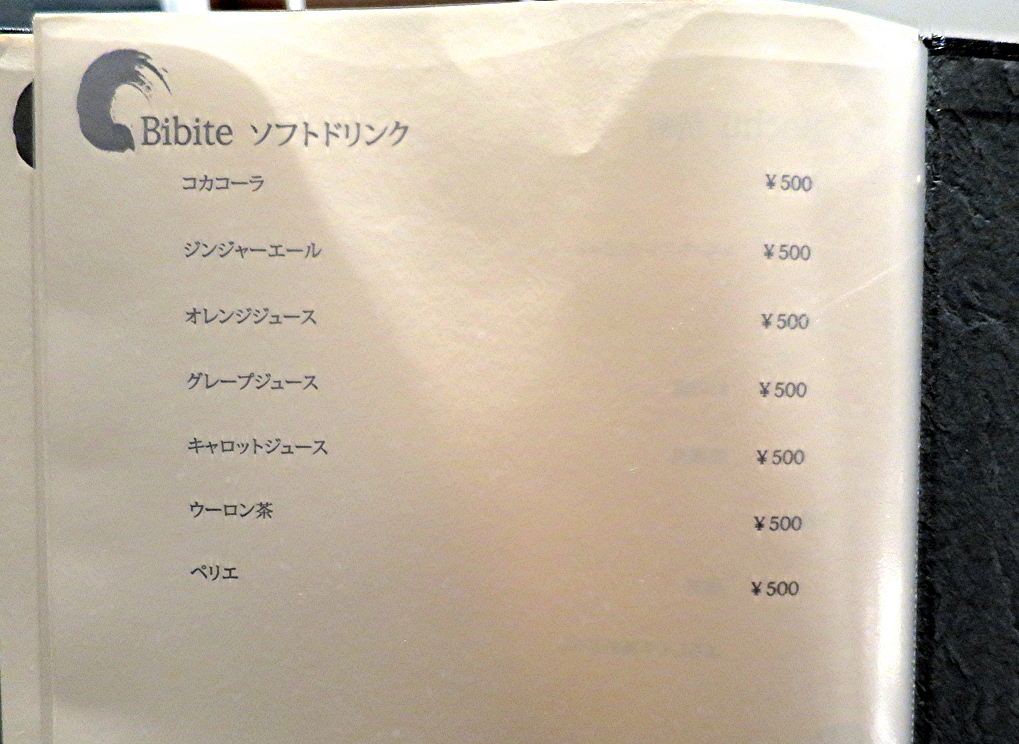 Bibite ソフトドリンク
コカコーラ ¥500
ジンジャーエール ¥500
オレンジジュース ¥500
グレープジュース ¥500
キャロットジュース ¥500
ウーロン茶 ¥500
ペリエ ¥500